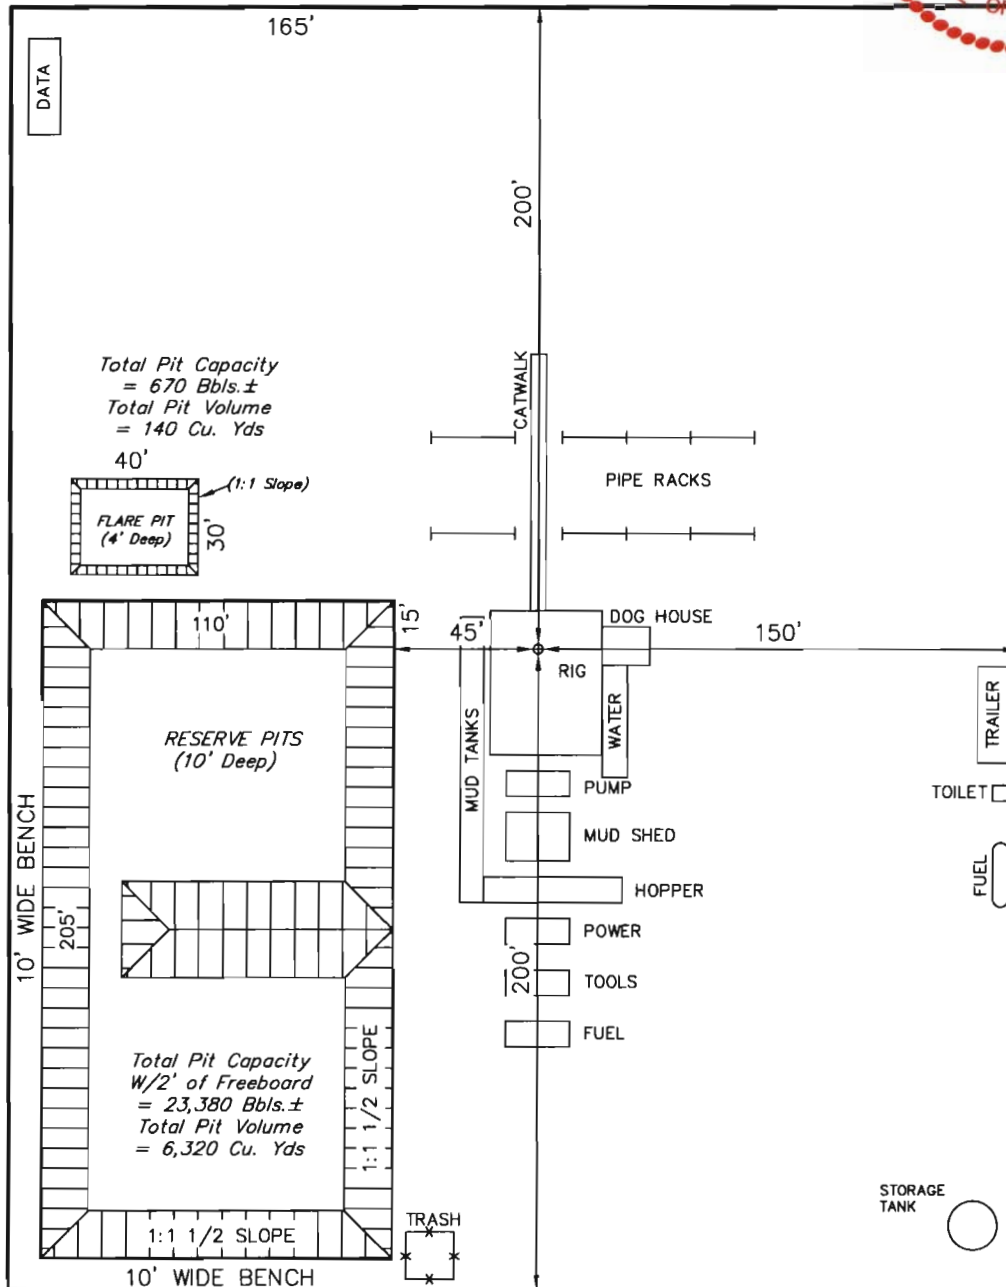 165'
DATA
200'
Total Pit Capacity
= 670 Bbls.±
Total Pit Volume
= 140 Cu. Yds
40'
(1:1 Slope)
FLARE PIT
(4' Deep)
30'
CATWALK
PIPE RACKS
110'
15'
45'
DOG HOUSE
150'
RIG
RESERVE PITS
(10' Deep)
MUD TANKS
WATER
TRAILER
PUMP
TOILET
MUD SHED
FUEL
HOPPER
10' WIDE BENCH
205'
POWER
200'
TOOLS
FUEL
Total Pit Capacity
W/2' of Freeboard
= 23,380 Bbls.±
Total Pit Volume
= 6,320 Cu. Yds
1:1 1/2 SLOPE
STORAGE
TANK
TRASH
1:1 1/2 SLOPE
10' WIDE BENCH